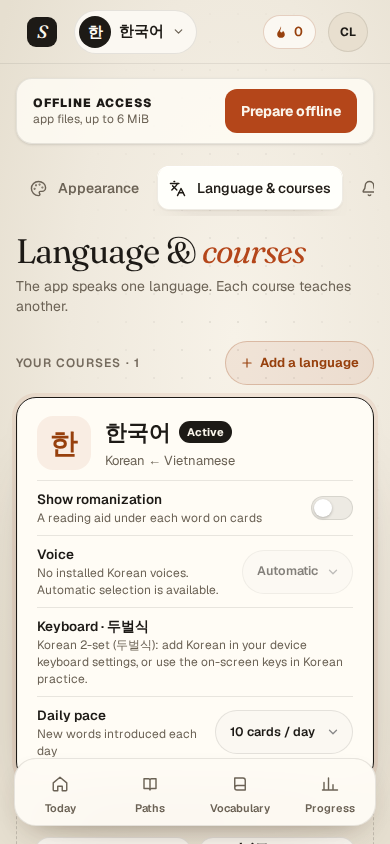 S
한 한국어
0
CL
OFFLINE ACCESS
app files, up to 6 MiB
Prepare offline
Appearance
Language & courses
Language & courses
The app speaks one language. Each course teaches
another.
YOUR COURSES · 1
+ Add a language
한
한국어 Active
Korean ← Vietnamese
Show romanization
A reading aid under each word on cards
Voice
No installed Korean voices.
Automatic selection is available.
Automatic
Keyboard · 두벌식
Korean 2-set (두벌식): add Korean in your device
keyboard settings, or use the on-screen keys in Korean
practice.
Daily pace
New words introduced each
day
10 cards / day
Today
Paths
Vocabulary
Progress